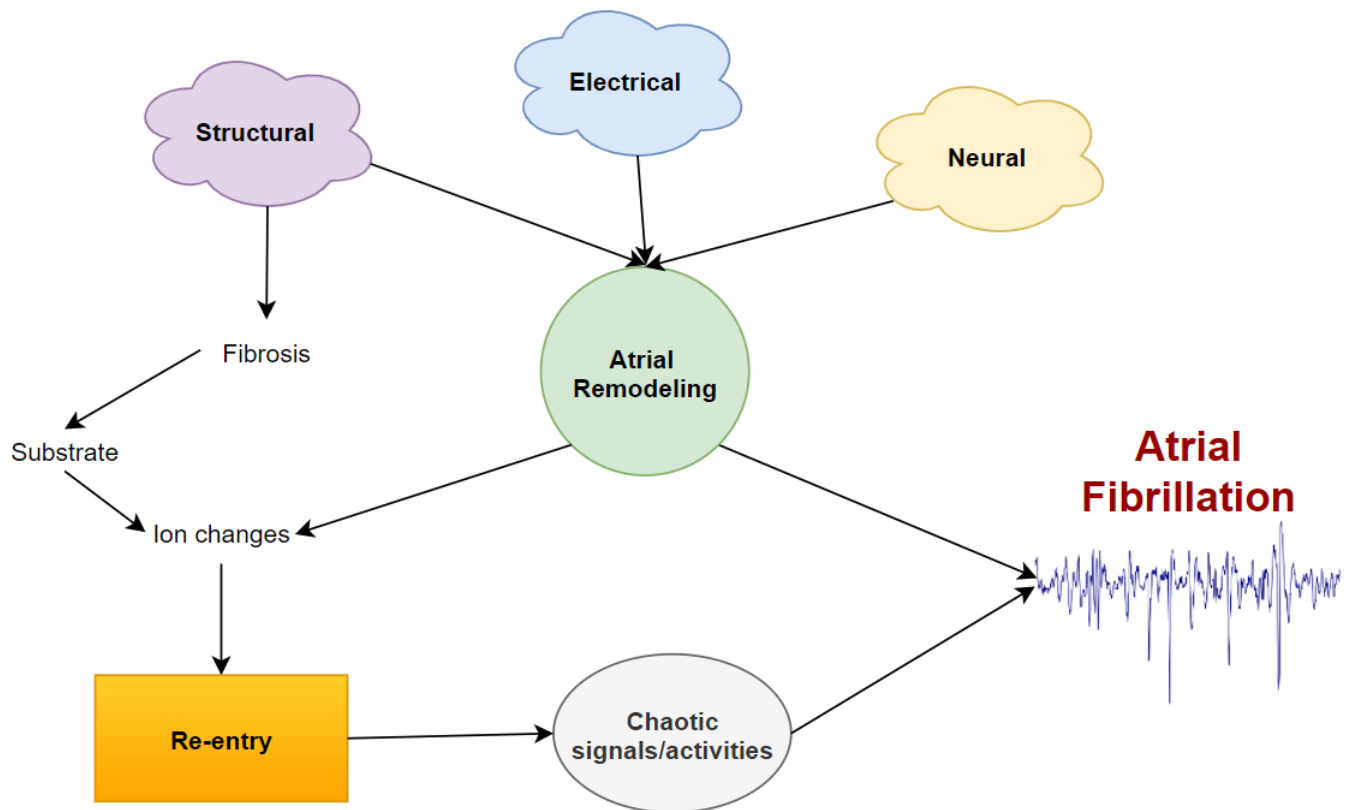 Electrical
Structural
Neural
Fibrosis
Atrial
Remodeling
Substrate
Atrial
Fibrillation
Ion changes
Re-entry
Chaotic
signals/activities